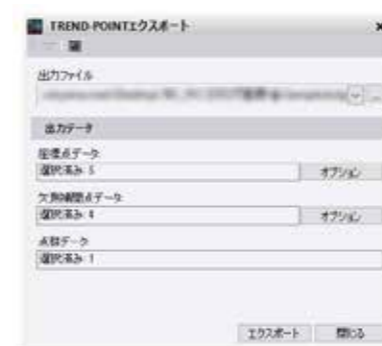 TREND-POINTエクスポート
出力ファイル
出力データ
座標点データ
選択済み: 5
オプション
欠測補間点データ
選択済み: 4
オプション
点群データ
選択済み: 1
エクスポート
閉じる